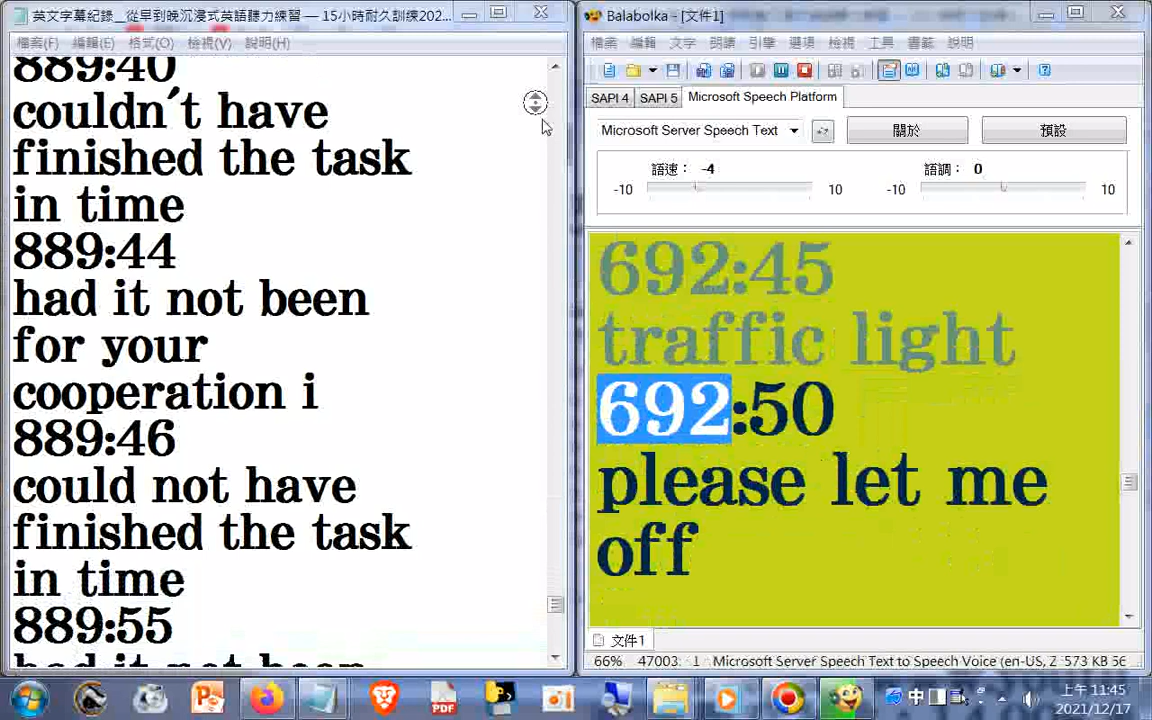 英文字幕紀錄__從早到晚沉浸式英語聽力練習 — 15小時耐久訓練202...
檔案(F) 編輯(E) 格式(O) 檢視(V) 說明(H)
889:40
couldn't have
finished the task
in time
889:44
had it not been
for your
cooperation i
889:46
could not have
finished the task
in time
889:55
had it not been
Balabolka - [文件1]
檔案 編輯 文字 朗讀 引擎 選項 檢視 工具 書籤 說明
SAPI 4 SAPI 5 Microsoft Speech Platform
Microsoft Server Speech Text 關於 預設
語速： -4 語調： 0
-10 10 -10 10
692:45
traffic light
692:50
please let me
off
文件1
66% 47003: 1 Microsoft Server Speech Text to Speech Voice (en-US, Z 573 KB 56
PDF 中 上午 11:45
2021/12/17